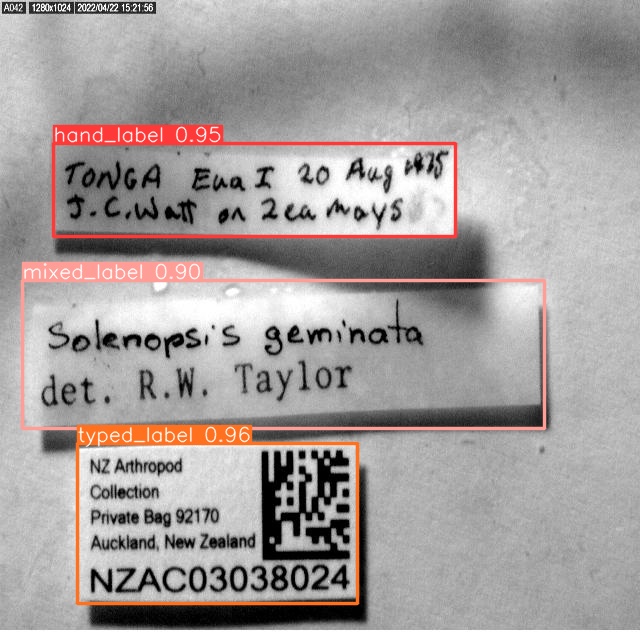 A042 1280x1024 2022/04/22 15:21:56
hand_label 0.95
TONGA Eua I 20 Aug
J.C.Watt on Zea mays
mixed_label 0.90
Solenopsis geminata
det. R.W. Taylor
typed_label 0.96
NZ Arthropod
Collection
Private Bag 92170
Auckland, New Zealand
NZAC03038024